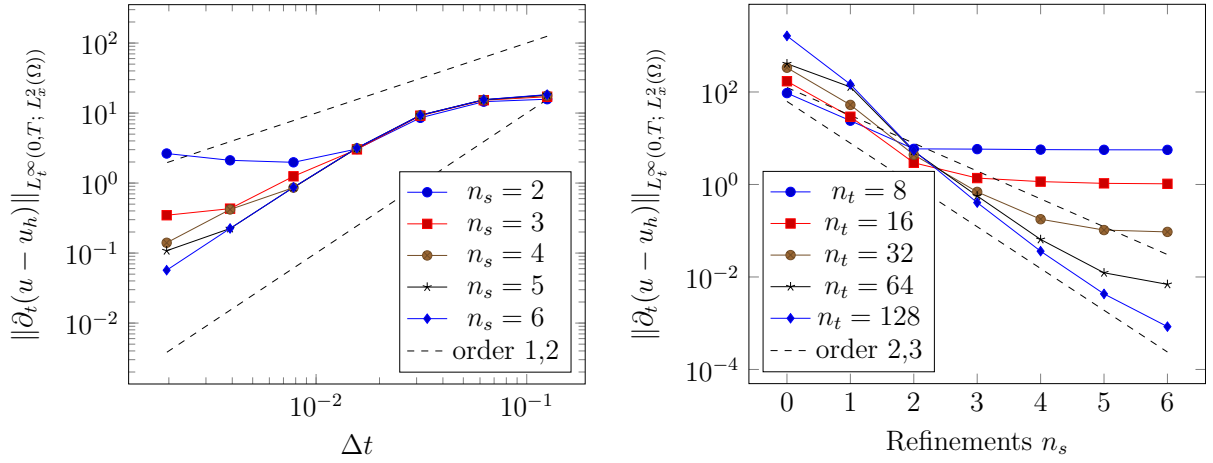 10^2
10^1
10^0
10^{-1}
10^{-2}
‖∂_t(u − u_h)‖_{L_t^∞(0,T; L_x^2(Ω))}
n_s = 2
n_s = 3
n_s = 4
n_s = 5
n_s = 6
order 1,2
10^{-2}
10^{-1}
Δt
10^2
10^0
10^{-2}
10^{-4}
‖∂_t(u − u_h)‖_{L_t^∞(0,T; L_x^2(Ω))}
n_t = 8
n_t = 16
n_t = 32
n_t = 64
n_t = 128
order 2,3
0 1 2 3 4 5 6
Refinements n_s